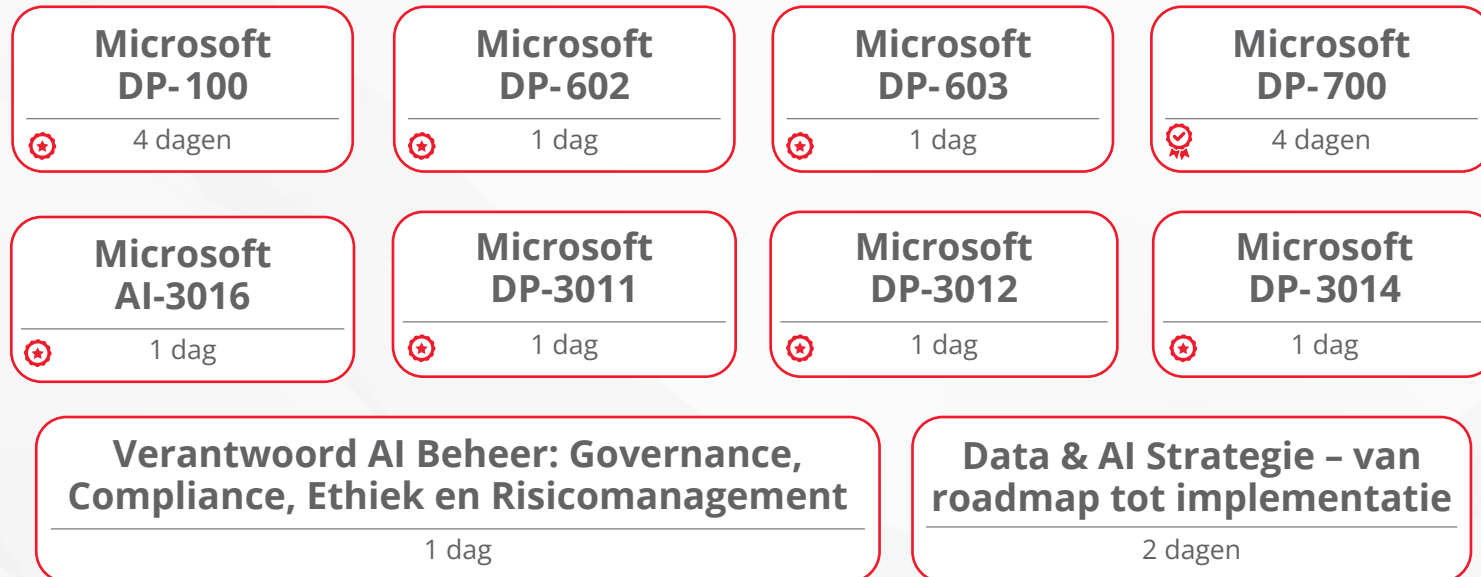 Microsoft
DP-100
4 dagen
Microsoft
DP-602
1 dag
Microsoft
DP-603
1 dag
Microsoft
DP-700
4 dagen
Microsoft
AI-3016
1 dag
Microsoft
DP-3011
1 dag
Microsoft
DP-3012
1 dag
Microsoft
DP-3014
1 dag
Verantwoord AI Beheer: Governance,
Compliance, Ethiek en Risicomanagement
1 dag
Data & AI Strategie – van
roadmap tot implementatie
2 dagen